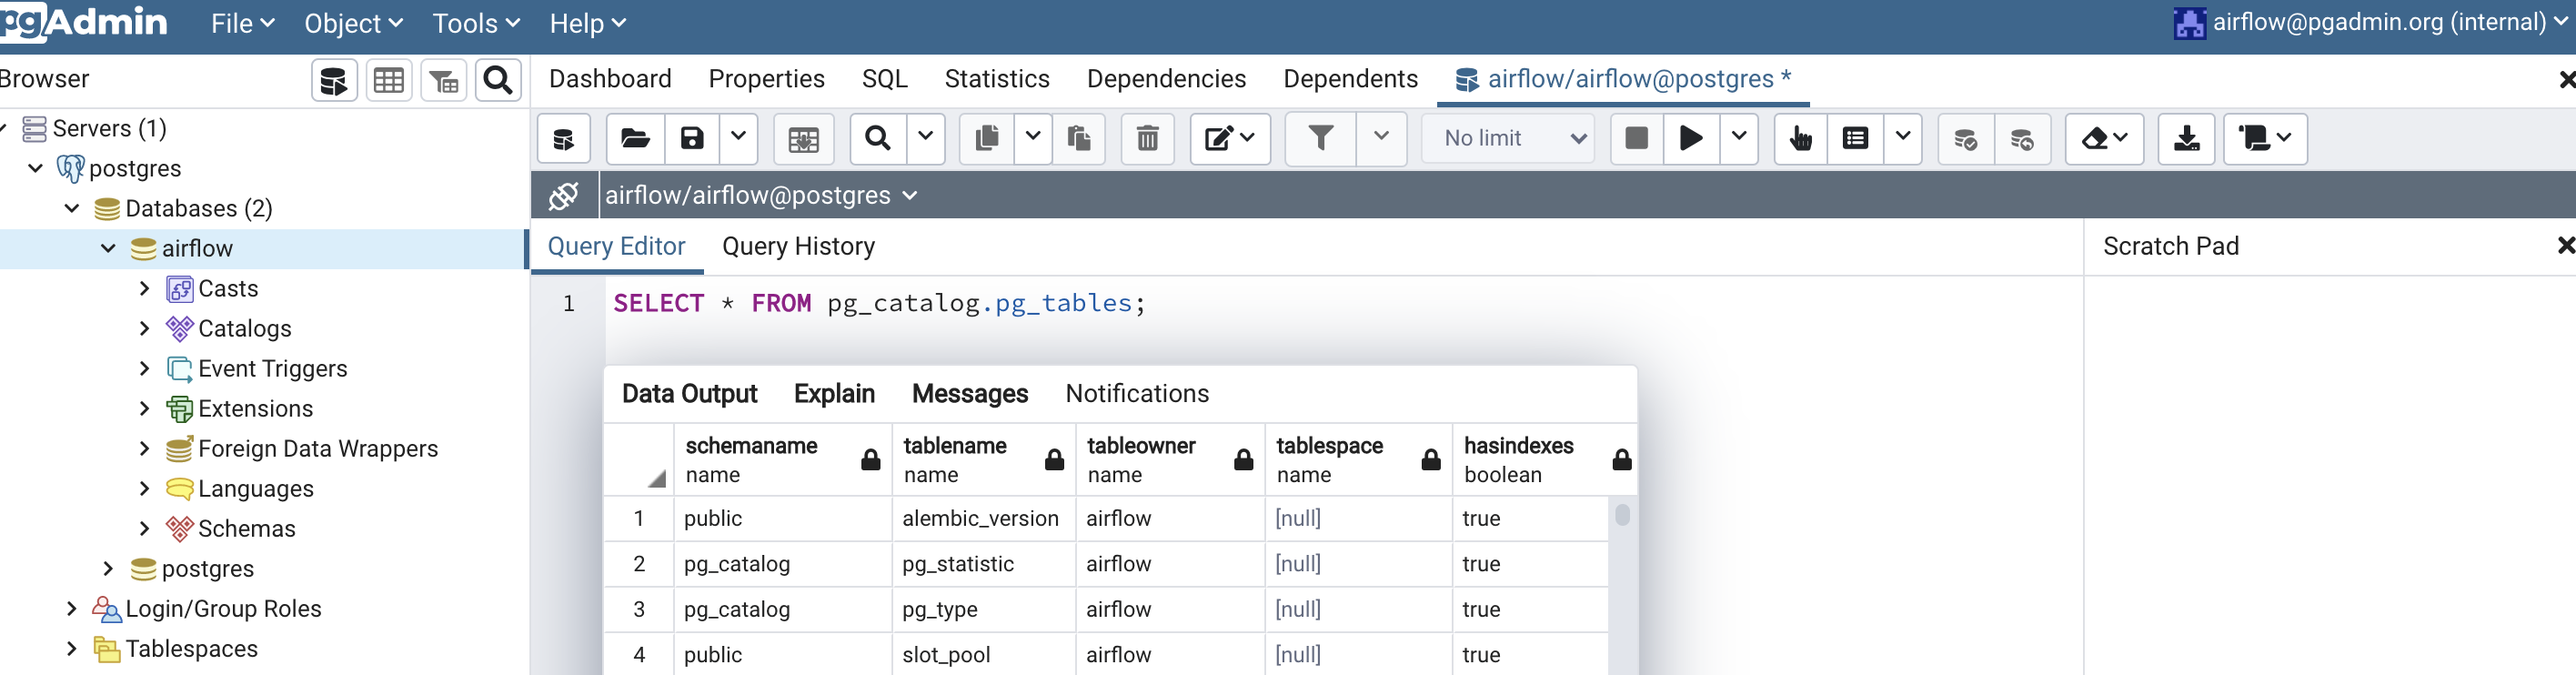 pgAdmin File Object Tools Help airflow@pgadmin.org (internal)
Browser Dashboard Properties SQL Statistics Dependencies Dependents airflow/airflow@postgres *
Servers (1)
No limit
postgres
airflow/airflow@postgres
Databases (2)
airflow
Query Editor Query History Scratch Pad
Casts
1 SELECT * FROM pg_catalog.pg_tables;
Catalogs
Event Triggers
Extensions
Foreign Data Wrappers
Languages
Schemas
postgres
Login/Group Roles
Tablespaces
Data Output Explain Messages Notifications
schemaname tablename tableowner tablespace hasindexes
name name name name boolean
1 public alembic_version airflow [null] true
2 pg_catalog pg_statistic airflow [null] true
3 pg_catalog pg_type airflow [null] true
4 public slot_pool airflow [null] true